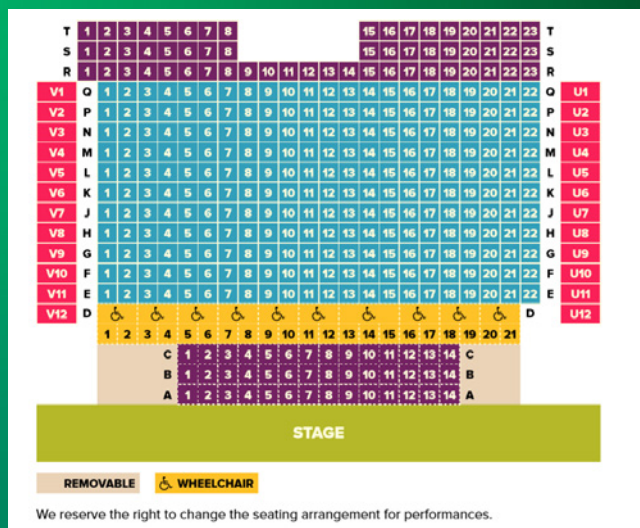 T 1 2 3 4 5 6 7 8 15 16 17 18 19 20 21 22 23 T
S 1 2 3 4 5 6 7 8 15 16 17 18 19 20 21 22 23 S
R 1 2 3 4 5 6 7 8 9 10 11 12 13 14 15 16 17 18 19 20 21 22 23 R
V1 Q 1 2 3 4 5 6 7 8 9 10 11 12 13 14 15 16 17 18 19 20 21 22 Q U1
V2 P 1 2 3 4 5 6 7 8 9 10 11 12 13 14 15 16 17 18 19 20 21 22 P U2
V3 N 1 2 3 4 5 6 7 8 9 10 11 12 13 14 15 16 17 18 19 20 21 22 N U3
V4 M 1 2 3 4 5 6 7 8 9 10 11 12 13 14 15 16 17 18 19 20 21 22 M U4
V5 L 1 2 3 4 5 6 7 8 9 10 11 12 13 14 15 16 17 18 19 20 21 22 L U5
V6 K 1 2 3 4 5 6 7 8 9 10 11 12 13 14 15 16 17 18 19 20 21 22 K U6
V7 J 1 2 3 4 5 6 7 8 9 10 11 12 13 14 15 16 17 18 19 20 21 22 J U7
V8 H 1 2 3 4 5 6 7 8 9 10 11 12 13 14 15 16 17 18 19 20 21 22 H U8
V9 G 1 2 3 4 5 6 7 8 9 10 11 12 13 14 15 16 17 18 19 20 21 22 G U9
V10 F 1 2 3 4 5 6 7 8 9 10 11 12 13 14 15 16 17 18 19 20 21 22 F U10
V11 E 1 2 3 4 5 6 7 8 9 10 11 12 13 14 15 16 17 18 19 20 21 22 E U11
V12 D D U12
1 2 3 4 5 6 7 8 9 10 11 12 13 14 15 16 17 18 19 20 21
C 1 2 3 4 5 6 7 8 9 10 11 12 13 14 C
B 1 2 3 4 5 6 7 8 9 10 11 12 13 14 B
A 1 2 3 4 5 6 7 8 9 10 11 12 13 14 A
STAGE
REMOVABLE WHEELCHAIR
We reserve the right to change the seating arrangement for performances.